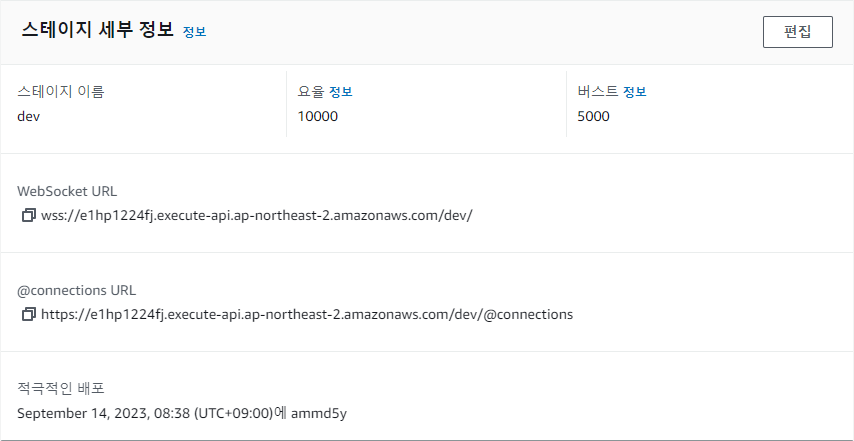 스테이지 세부 정보 정보
편집
스테이지 이름
dev
요율 정보
10000
버스트 정보
5000
WebSocket URL
wss://e1hp1224fj.execute-api.ap-northeast-2.amazonaws.com/dev/
@connections URL
https://e1hp1224fj.execute-api.ap-northeast-2.amazonaws.com/dev/@connections
적극적인 배포
September 14, 2023, 08:38 (UTC+09:00)에 ammd5y